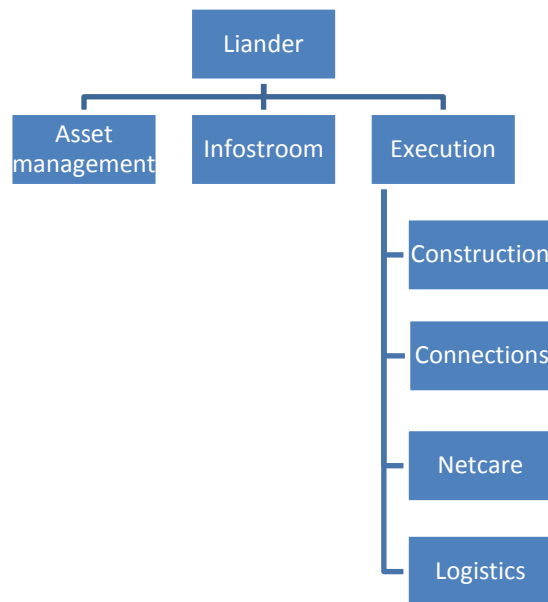 Liander
Asset
management
Infostroom
Execution
Construction
Connections
Netcare
Logistics